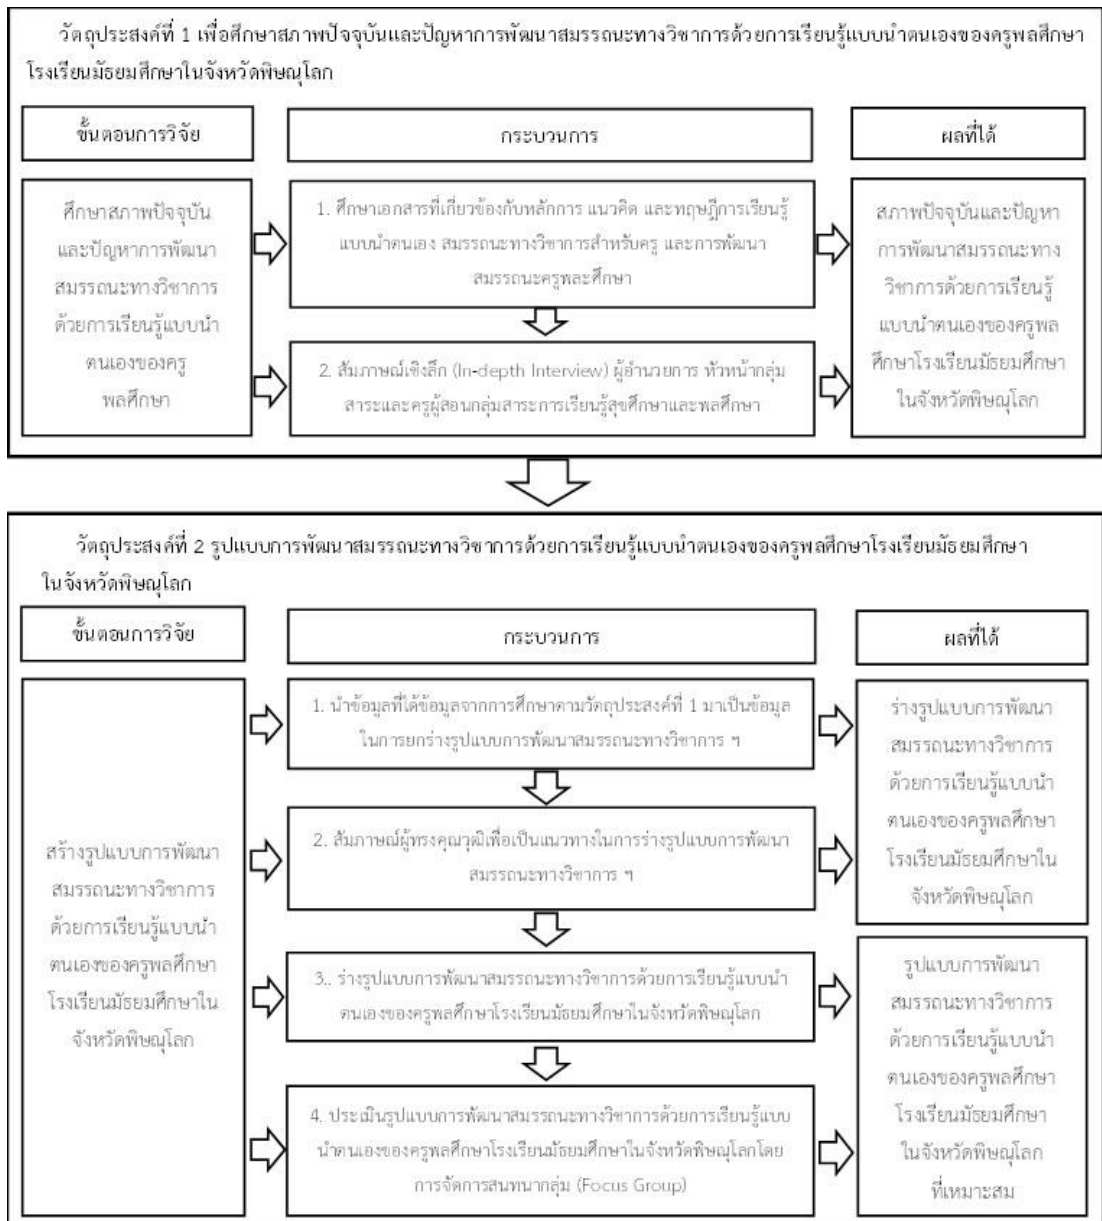 วัตถุประสงค์ที่ 1 เพื่อศึกษาสภาพปัจจุบันและปัญหาการพัฒนาสมรรถนะทางวิชาการด้วยการเรียนรู้แบบนำตนเองของครูพลศึกษา
โรงเรียนมัธยมศึกษาในจังหวัดพิษณุโลก
ขั้นตอนการวิจัย
กระบวนการ
ผลที่ได้
ศึกษาสภาพปัจจุบัน
และปัญหาการพัฒนา
สมรรถนะทางวิชาการ
ด้วยการเรียนรู้แบบนำ
ตนเองของครู
พลศึกษา
1. ศึกษาเอกสารที่เกี่ยวข้องกับหลักการ แนวคิด และทฤษฎีการเรียนรู้
แบบนำตนเอง สมรรถนะทางวิชาการสำหรับครู และการพัฒนา
สมรรถนะครูพละศึกษา
2. สัมภาษณ์เชิงลึก (In-depth Interview) ผู้อำนวยการ หัวหน้ากลุ่ม
สาระและครูผู้สอนกลุ่มสาระการเรียนรู้สุขศึกษาและพลศึกษา
สภาพปัจจุบันและปัญหา
การพัฒนาสมรรถนะทาง
วิชาการด้วยการเรียนรู้
แบบนำตนเองของครูพล
ศึกษาโรงเรียนมัธยมศึกษา
ในจังหวัดพิษณุโลก
วัตถุประสงค์ที่ 2 รูปแบบการพัฒนาสมรรถนะทางวิชาการด้วยการเรียนรู้แบบนำตนเองของครูพลศึกษาโรงเรียนมัธยมศึกษา
ในจังหวัดพิษณุโลก
ขั้นตอนการวิจัย
กระบวนการ
ผลที่ได้
สร้างรูปแบบการพัฒนา
สมรรถนะทางวิชาการ
ด้วยการเรียนรู้แบบนำ
ตนเองของครูพลศึกษา
โรงเรียนมัธยมศึกษาใน
จังหวัดพิษณุโลก
1. นำข้อมูลที่ได้ข้อมูลจากการศึกษาตามวัตถุประสงค์ที่ 1 มาเป็นข้อมูล
ในการยกร่างรูปแบบการพัฒนาสมรรถนะทางวิชาการ ฯ
2. สัมภาษณ์ผู้ทรงคุณวุฒิเพื่อเป็นแนวทางในการร่างรูปแบบการพัฒนา
สมรรถนะทางวิชาการ ฯ
3.. ร่างรูปแบบการพัฒนาสมรรถนะทางวิชาการด้วยการเรียนรู้แบบนำ
ตนเองของครูพลศึกษาโรงเรียนมัธยมศึกษาในจังหวัดพิษณุโลก
4. ประเมินรูปแบบการพัฒนาสมรรถนะทางวิชาการด้วยการเรียนรู้แบบ
นำตนเองของครูพลศึกษาโรงเรียนมัธยมศึกษาในจังหวัดพิษณุโลกโดย
การจัดการสนทนากลุ่ม (Focus Group)
ร่างรูปแบบการพัฒนา
สมรรถนะทางวิชาการ
ด้วยการเรียนรู้แบบนำ
ตนเองของครูพลศึกษา
โรงเรียนมัธยมศึกษาใน
จังหวัดพิษณุโลก
รูปแบบการพัฒนา
สมรรถนะทางวิชาการ
ด้วยการเรียนรู้แบบนำ
ตนเองของครูพลศึกษา
โรงเรียนมัธยมศึกษา
ในจังหวัดพิษณุโลก
ที่เหมาะสม